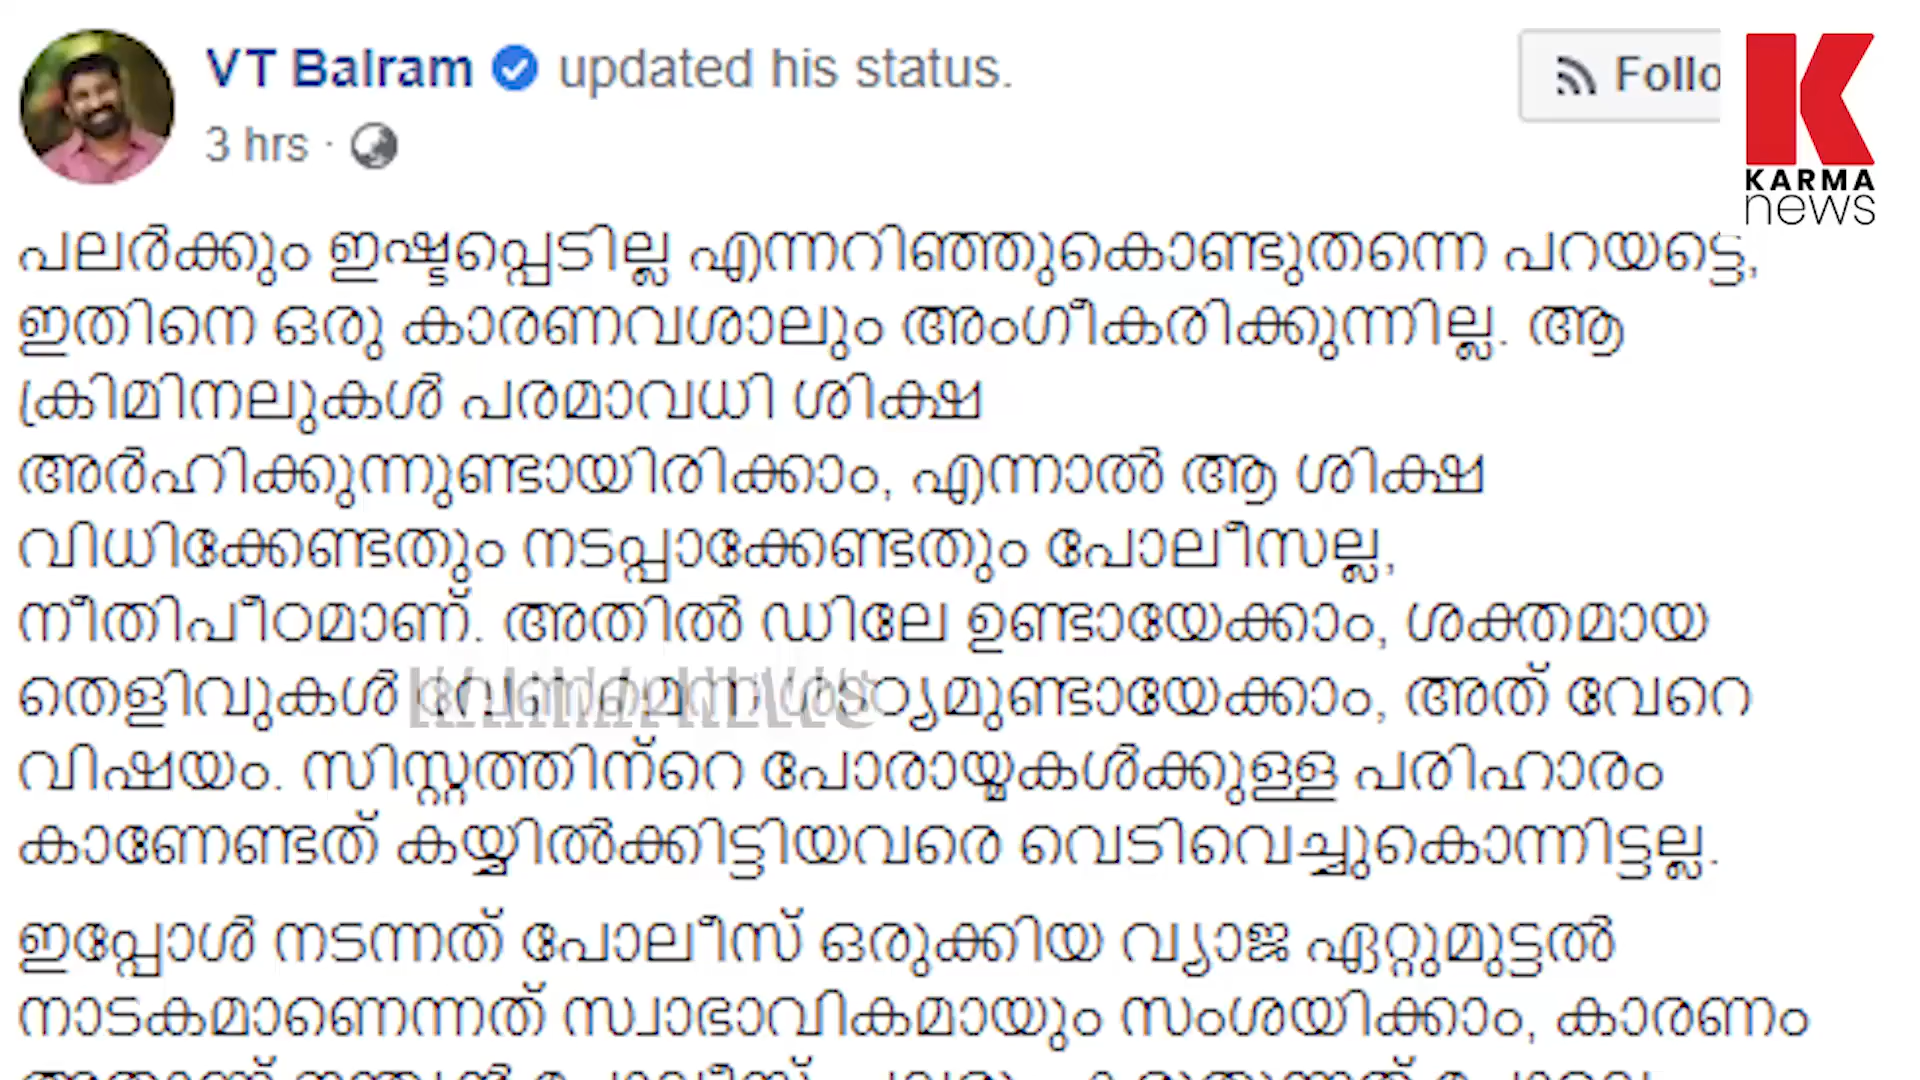 VT Balram updated his status.
Follo
3 hrs ·
KARMA
news
പലർക്കും ഇഷ്ടപ്പെടില്ല എന്നറിഞ്ഞുകൊണ്ടുതന്നെ പറയട്ടെ,
ഇതിനെ ഒരു കാരണവശാലും അംഗീകരിക്കുന്നില്ല. ആ
ക്രിമിനലുകൾ പരമാവധി ശിക്ഷ
അർഹിക്കുന്നുണ്ടായിരിക്കാം, എന്നാൽ ആ ശിക്ഷ
വിധിക്കേണ്ടതും നടപ്പാക്കേണ്ടതും പോലീസല്ല,
നീതിപീഠമാണ്. അതിൽ ഡിലേ ഉണ്ടായേക്കാം, ശക്തമായ
തെളിവുകൾ വേണമെന്ന ശാഠ്യമുണ്ടായേക്കാം, അത് വേറെ
വിഷയം. സിസ്റ്റത്തിന്റെ പോരായ്മകൾക്കുള്ള പരിഹാരം
കാണേണ്ടത് കയ്യിൽക്കിട്ടിയവരെ വെടിവെച്ചുകൊന്നിട്ടല്ല.
ഇപ്പോൾ നടന്നത് പോലീസ് ഒരുക്കിയ വ്യാജ ഏറ്റുമുട്ടൽ
നാടകമാണെന്നത് സ്വാഭാവികമായും സംശയിക്കാം, കാരണം